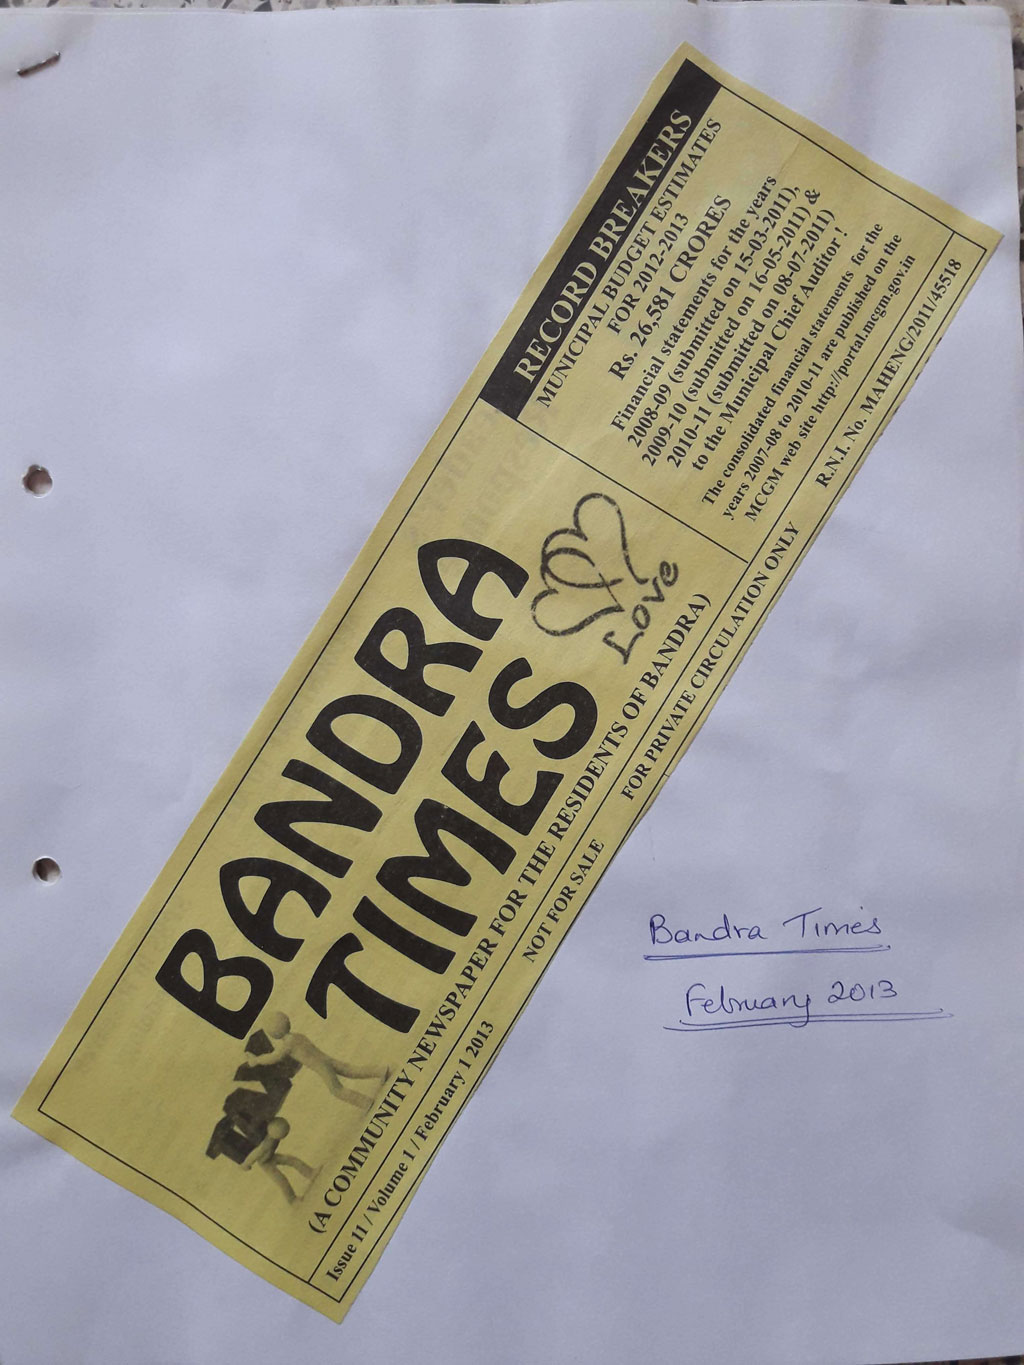 TAX
BANDRA
TIMES
Love
(A COMMUNITY NEWSPAPER FOR THE RESIDENTS OF BANDRA)
Issue 11 / Volume 1 / February 1 2013 NOT FOR SALE FOR PRIVATE CIRCULATION ONLY R.N.I. No. MAHENG/2011/45518
RECORD BREAKERS
MUNICIPAL BUDGET ESTIMATES
FOR 2012-2013
Rs. 26,581 CRORES
Financial statements for the years
2008-09 (submitted on 15-03-2011),
2009-10 (submitted on 16-05-2011) &
2010-11 (submitted on 08-07-2011)
to the Municipal Chief Auditor !
The consolidated financial statements for the
years 2007-08 to 2010-11 are published on the
MCGM web site http://portal.mcgm.gov.in
Bandra Times
February 2013